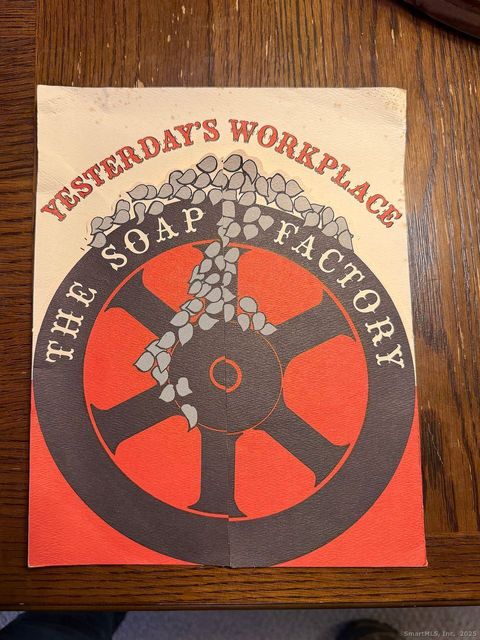 YESTERDAY'S WORKPLACE
THE SOAP FACTORY
SmartMLS, Inc. 2025